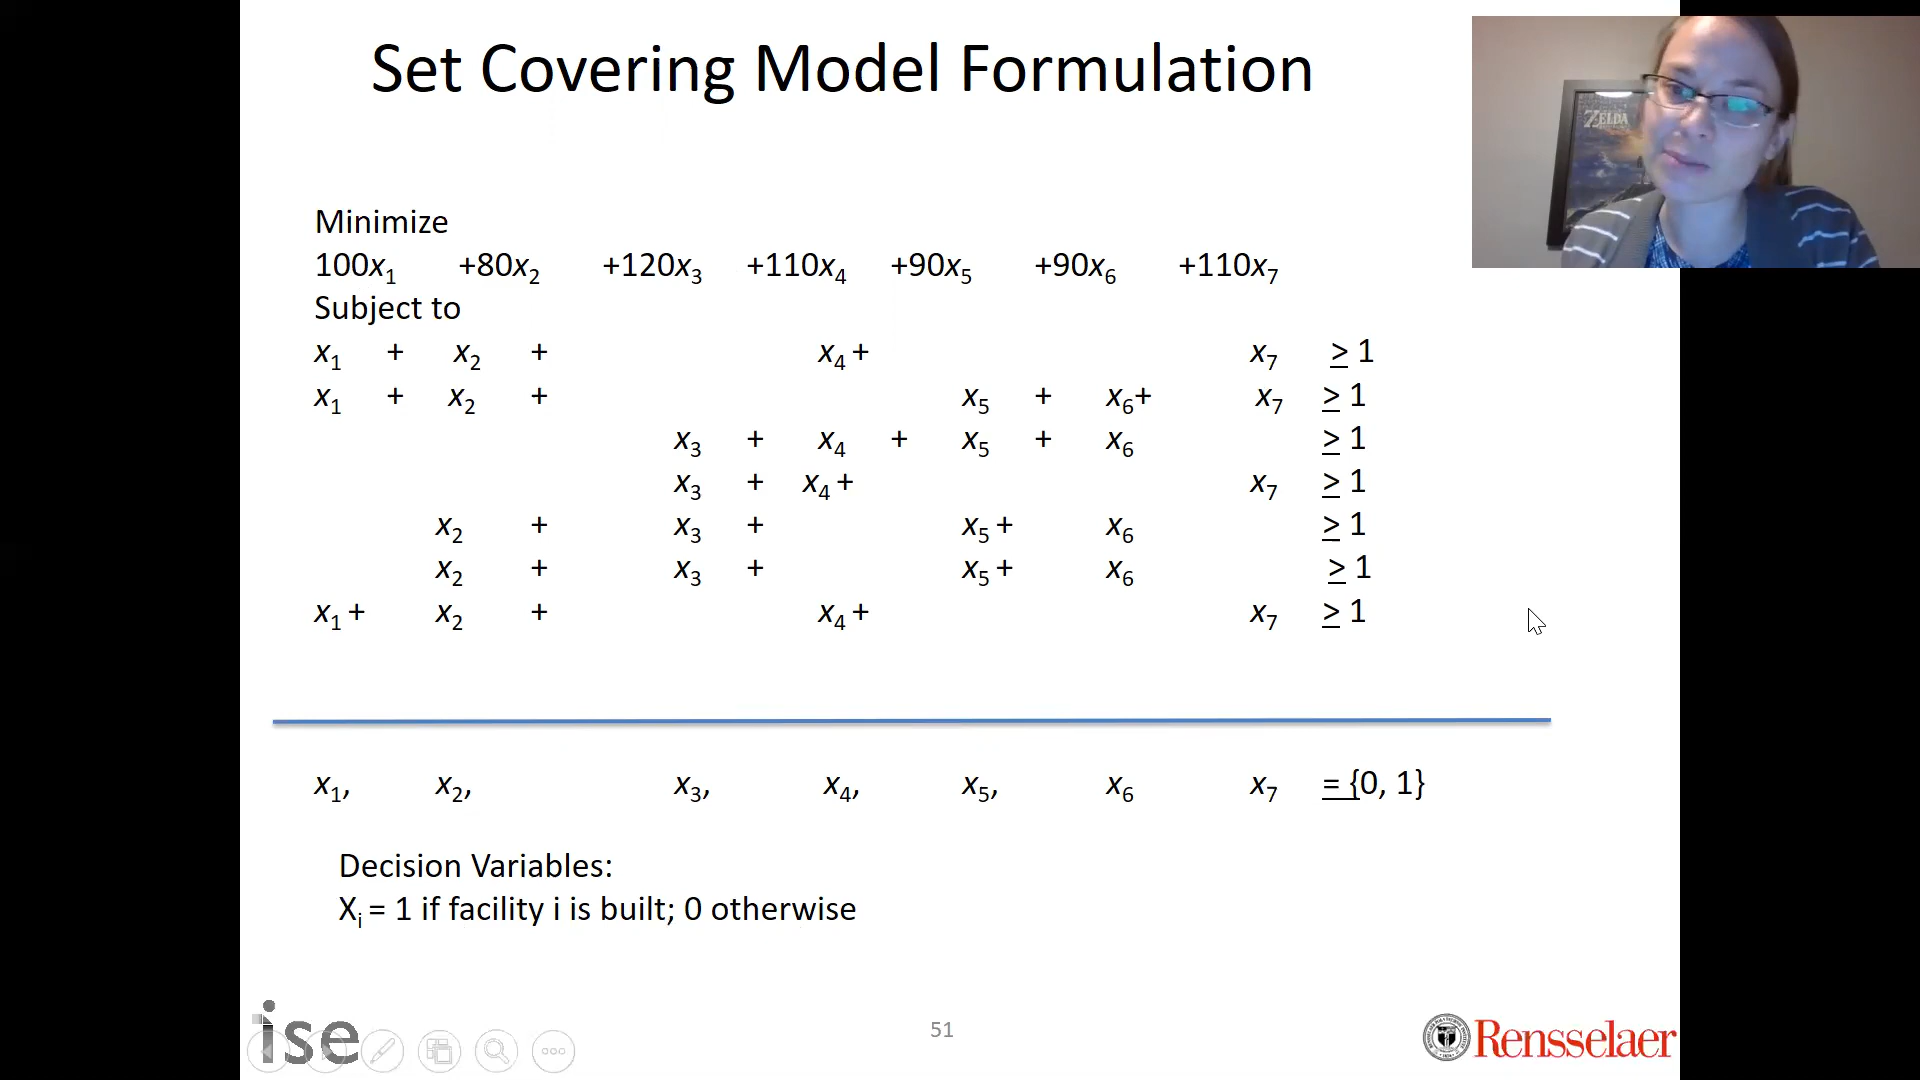 Set Covering Model Formulation
ZELDA
Minimize
100x₁ +80x₂ +120x₃ +110x₄ +90x₅ +90x₆ +110x₇
Subject to
x₁ + x₂ + x₄ + x₇ ≥ 1
x₁ + x₂ + x₅ + x₆+ x₇ ≥ 1
x₃ + x₄ + x₅ + x₆ ≥ 1
x₃ + x₄ + x₇ ≥ 1
x₂ + x₃ + x₅ + x₆ ≥ 1
x₂ + x₃ + x₅ + x₆ ≥ 1
x₁ + x₂ + x₄ + x₇ ≥ 1
x₁, x₂, x₃, x₄, x₅, x₆ x₇ = {0, 1}
Decision Variables:
Xᵢ = 1 if facility i is built; 0 otherwise
ise
51
Rensselaer